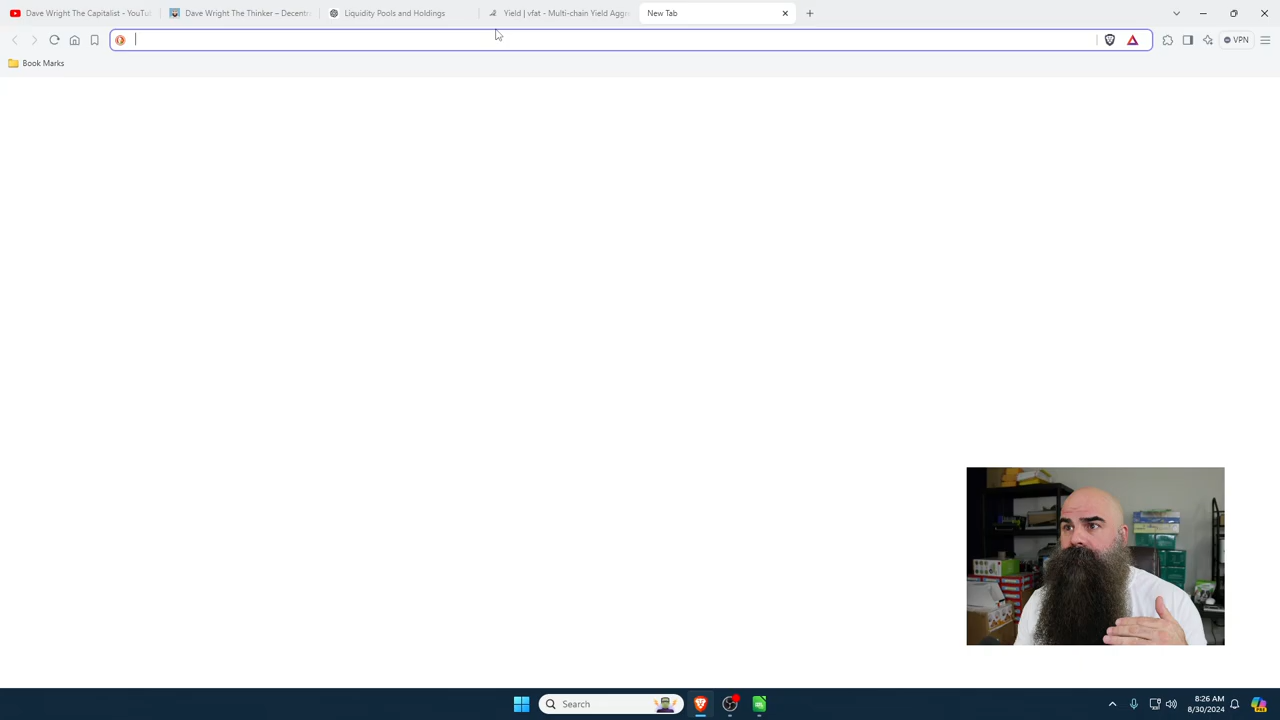 Dave Wright The Capitalist - YouTu
Dave Wright The Thinker – Decentr
Liquidity Pools and Holdings
Yield | vfat - Multi-chain Yield Aggr
New Tab
VPN
Book Marks
Search
8:26 AM
8/30/2024